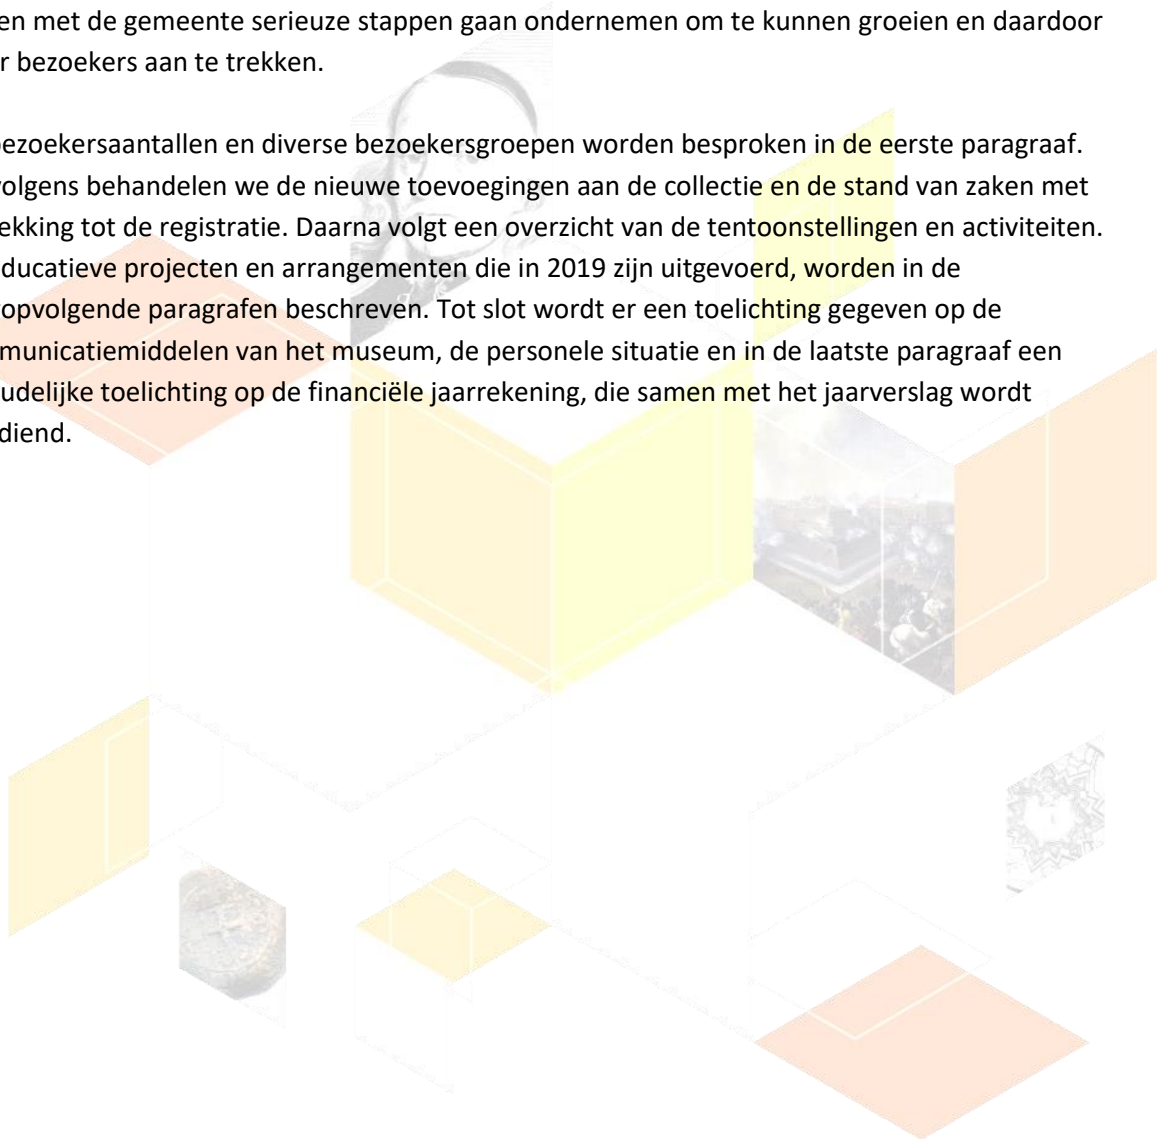 en met de gemeente serieuze stappen gaan ondernemen om te kunnen groeien en daardoor
r bezoekers aan te trekken.
bezoekersaantallen en diverse bezoekersgroepen worden besproken in de eerste paragraaf.
volgens behandelen we de nieuwe toevoegingen aan de collectie en de stand van zaken met
ekking tot de registratie. Daarna volgt een overzicht van de tentoonstellingen en activiteiten.
educatieve projecten en arrangementen die in 2019 zijn uitgevoerd, worden in de
opvolgende paragrafen beschreven. Tot slot wordt er een toelichting gegeven op de
municatiemiddelen van het museum, de personele situatie en in de laatste paragraaf een
udelijke toelichting op de financiële jaarrekening, die samen met het jaarverslag wordt
diend.